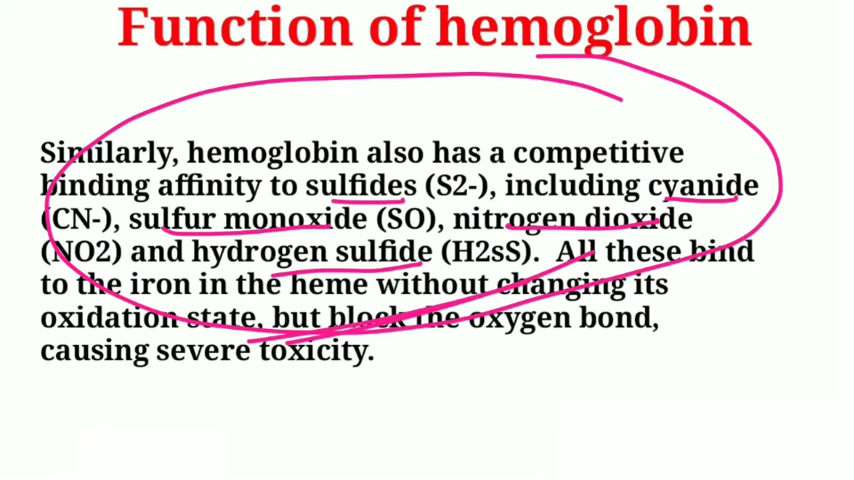 Function of hemoglobin
Similarly, hemoglobin also has a competitive
binding affinity to sulfides (S2-), including cyanide
(CN-), sulfur monoxide (SO), nitrogen dioxide
(NO2) and hydrogen sulfide (H2sS).  All these bind
to the iron in the heme without changing its
oxidation state, but block the oxygen bond,
causing severe toxicity.